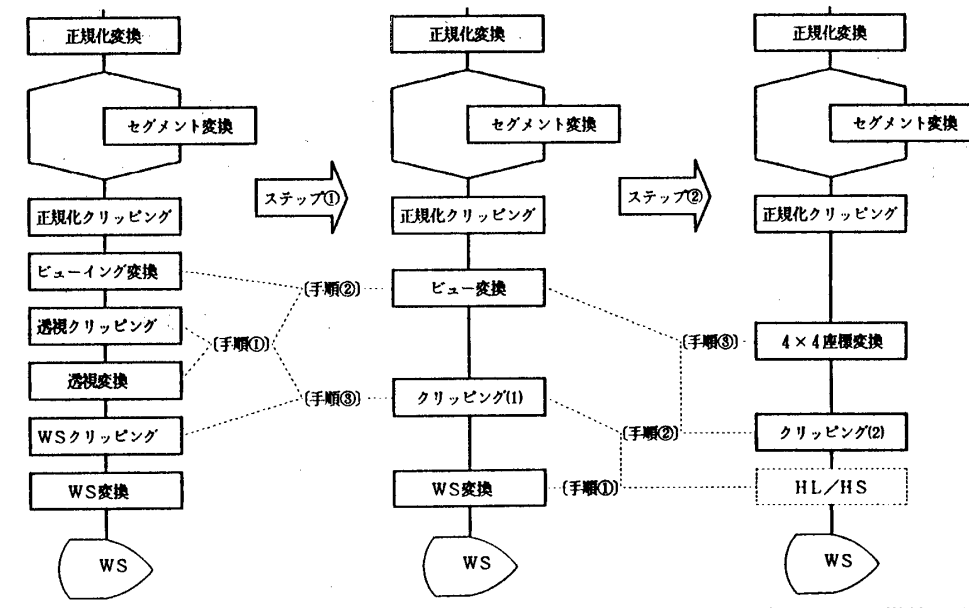 正規化変換
セグメント変換
正規化クリッピング
ビューイング変換
透視クリッピング
透視変換
WSクリッピング
WS変換
WS
ステップ①
〔手順①〕
〔手順②〕
〔手順③〕
正規化変換
セグメント変換
正規化クリッピング
ビュー変換
クリッピング(1)
WS変換
WS
ステップ②
〔手順①〕
〔手順②〕
〔手順③〕
正規化変換
セグメント変換
正規化クリッピング
4×4座標変換
クリッピング(2)
HL/HS
WS